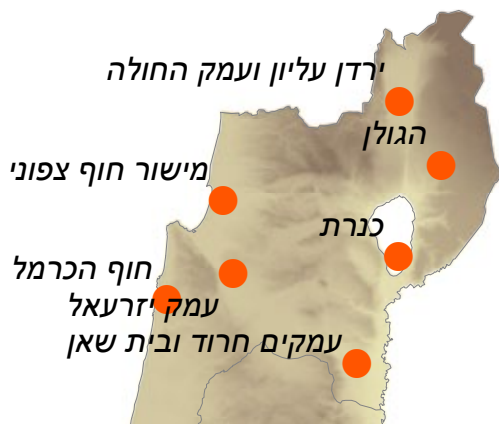 ירדן עליון ועמק החולה
הגולן
מישור חוף צפוני
כנרת
חוף הכרמל
עמק יזרעאל
עמקים חרוד ובית שאן